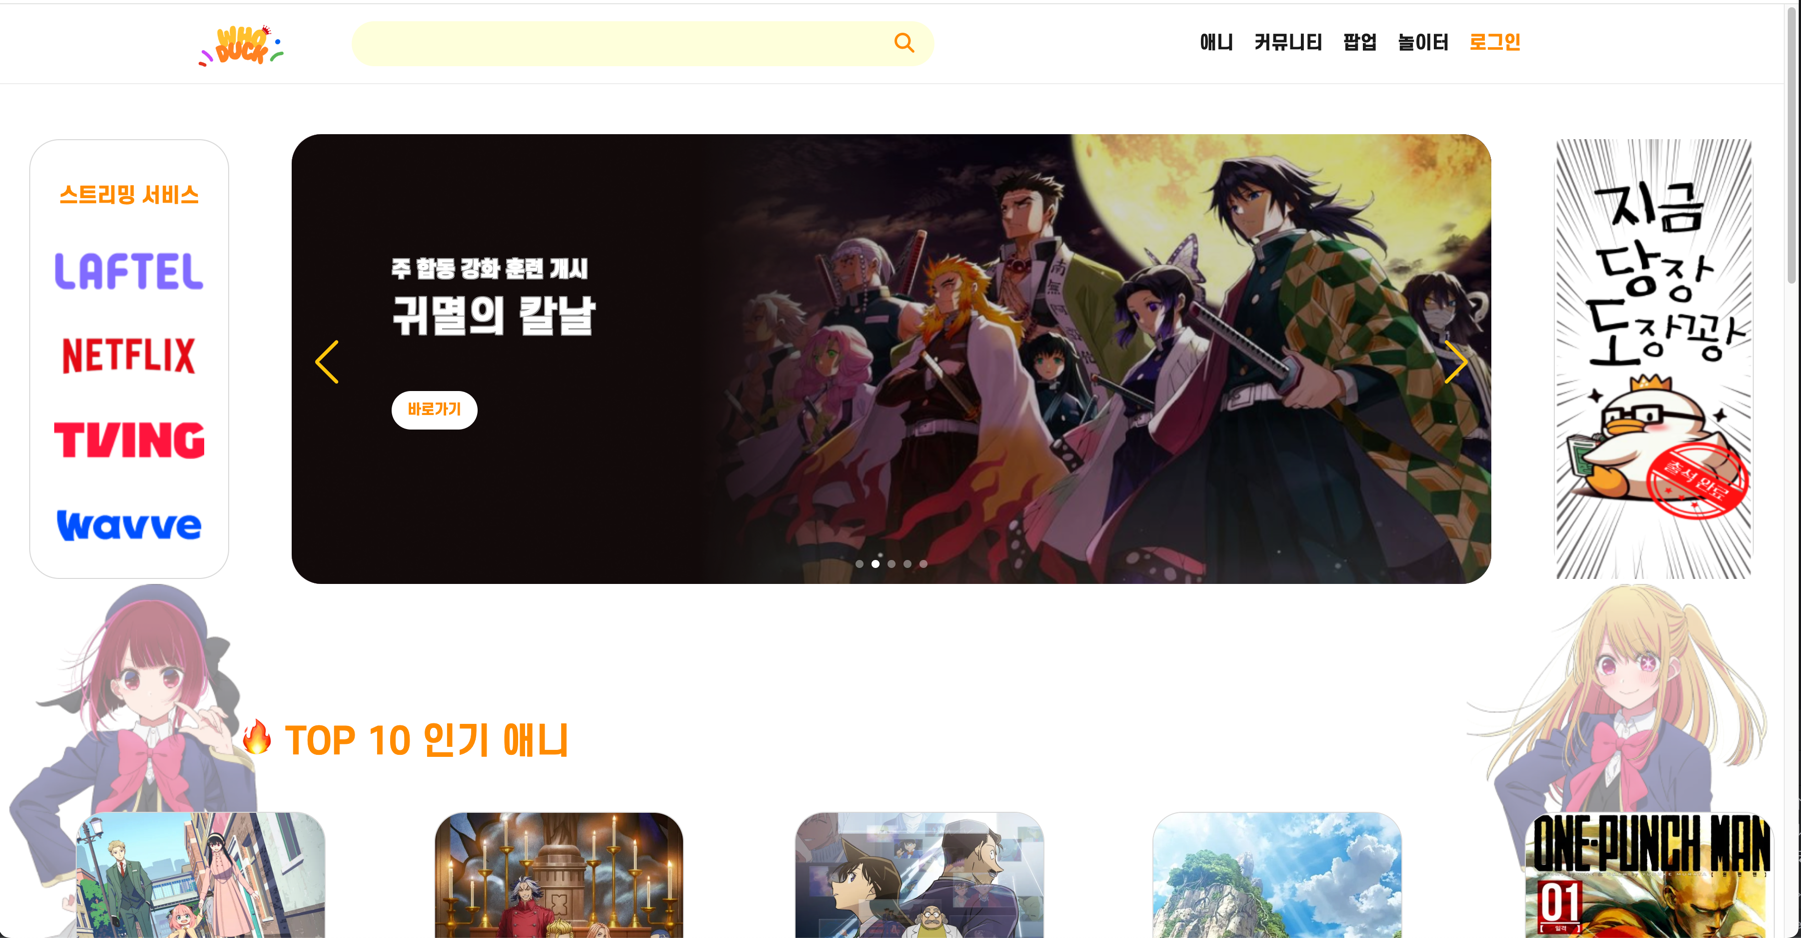 WHO
DUCK
애니 커뮤니티 팝업 놀이터 로그인
스트리밍 서비스
LAFTEL
NETFLIX
TVING
wavve
주 합동 강화 훈련 개시
귀멸의 칼날
바로가기
지금
당장
도장꽝
출석 완료
🔥 TOP 10 인기 애니
ONE-PUNCH MAN
01